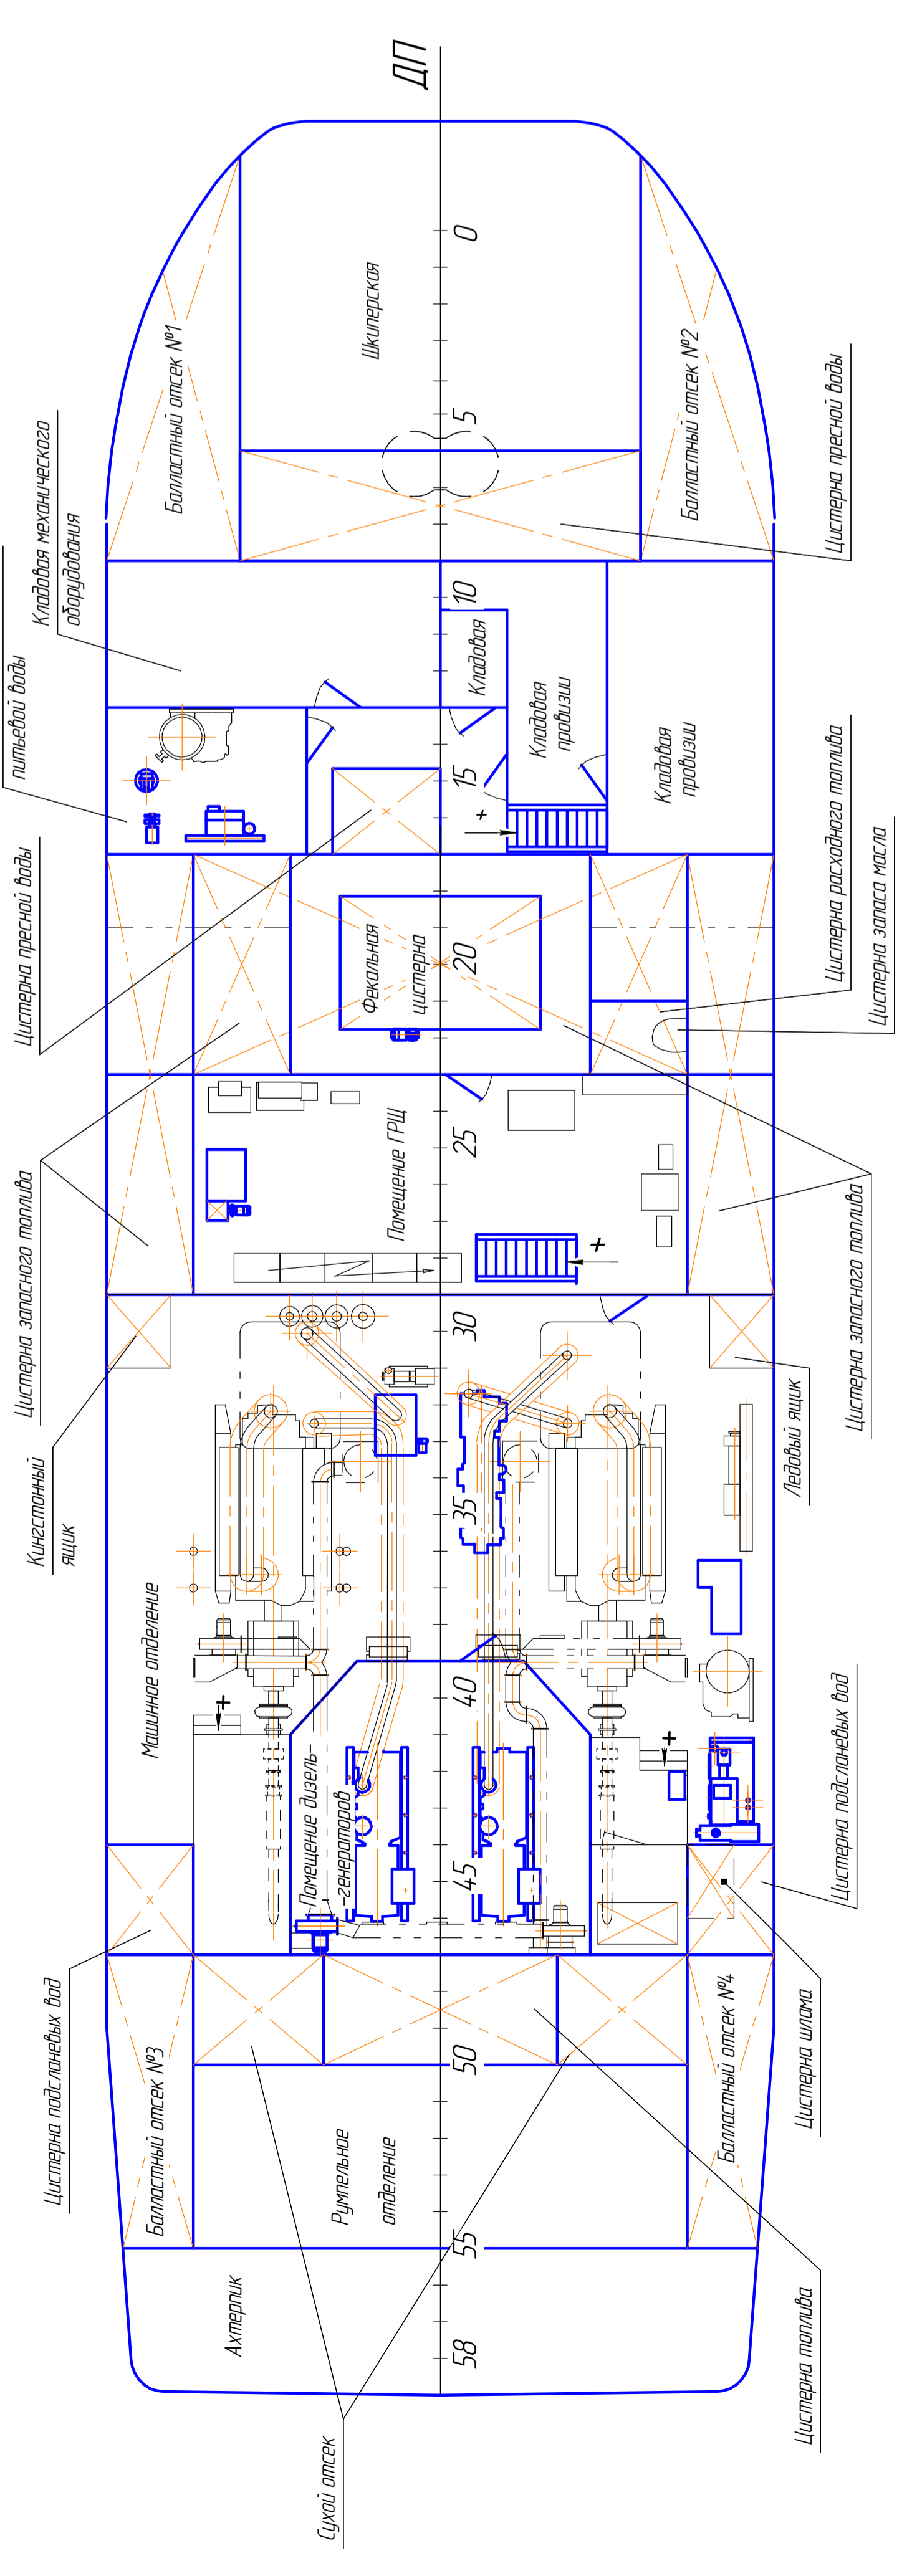 ДП
0
Шкиперская
Балластный отсек №1
Балластный отсек №2
5
Цистерна пресной воды
Кладовая механического
оборудования
10
Кладовая
Кладовая
провизии
Кладовая
провизии
питьевой воды
15
+
Цистерна пресной воды
Цистерна расходного топлива
Цистерна запаса масла
Фекальная
цистерна
20
25
Помещение ГРЩ
+
Цистерна запасного топлива
Цистерна запасного топлива
30
Кингстонный
ящик
Ледовый ящик
35
Машинное отделение
40
+
+
Помещение дизель-
-генераторов
45
Цистерна подсланевых вод
Цистерна подсланевых вод
Цистерна шлама
Балластный отсек №3
Балластный отсек №4
50
Румпельное
отделение
55
Ахтерпик
58
Сухой отсек
Цистерна топлива